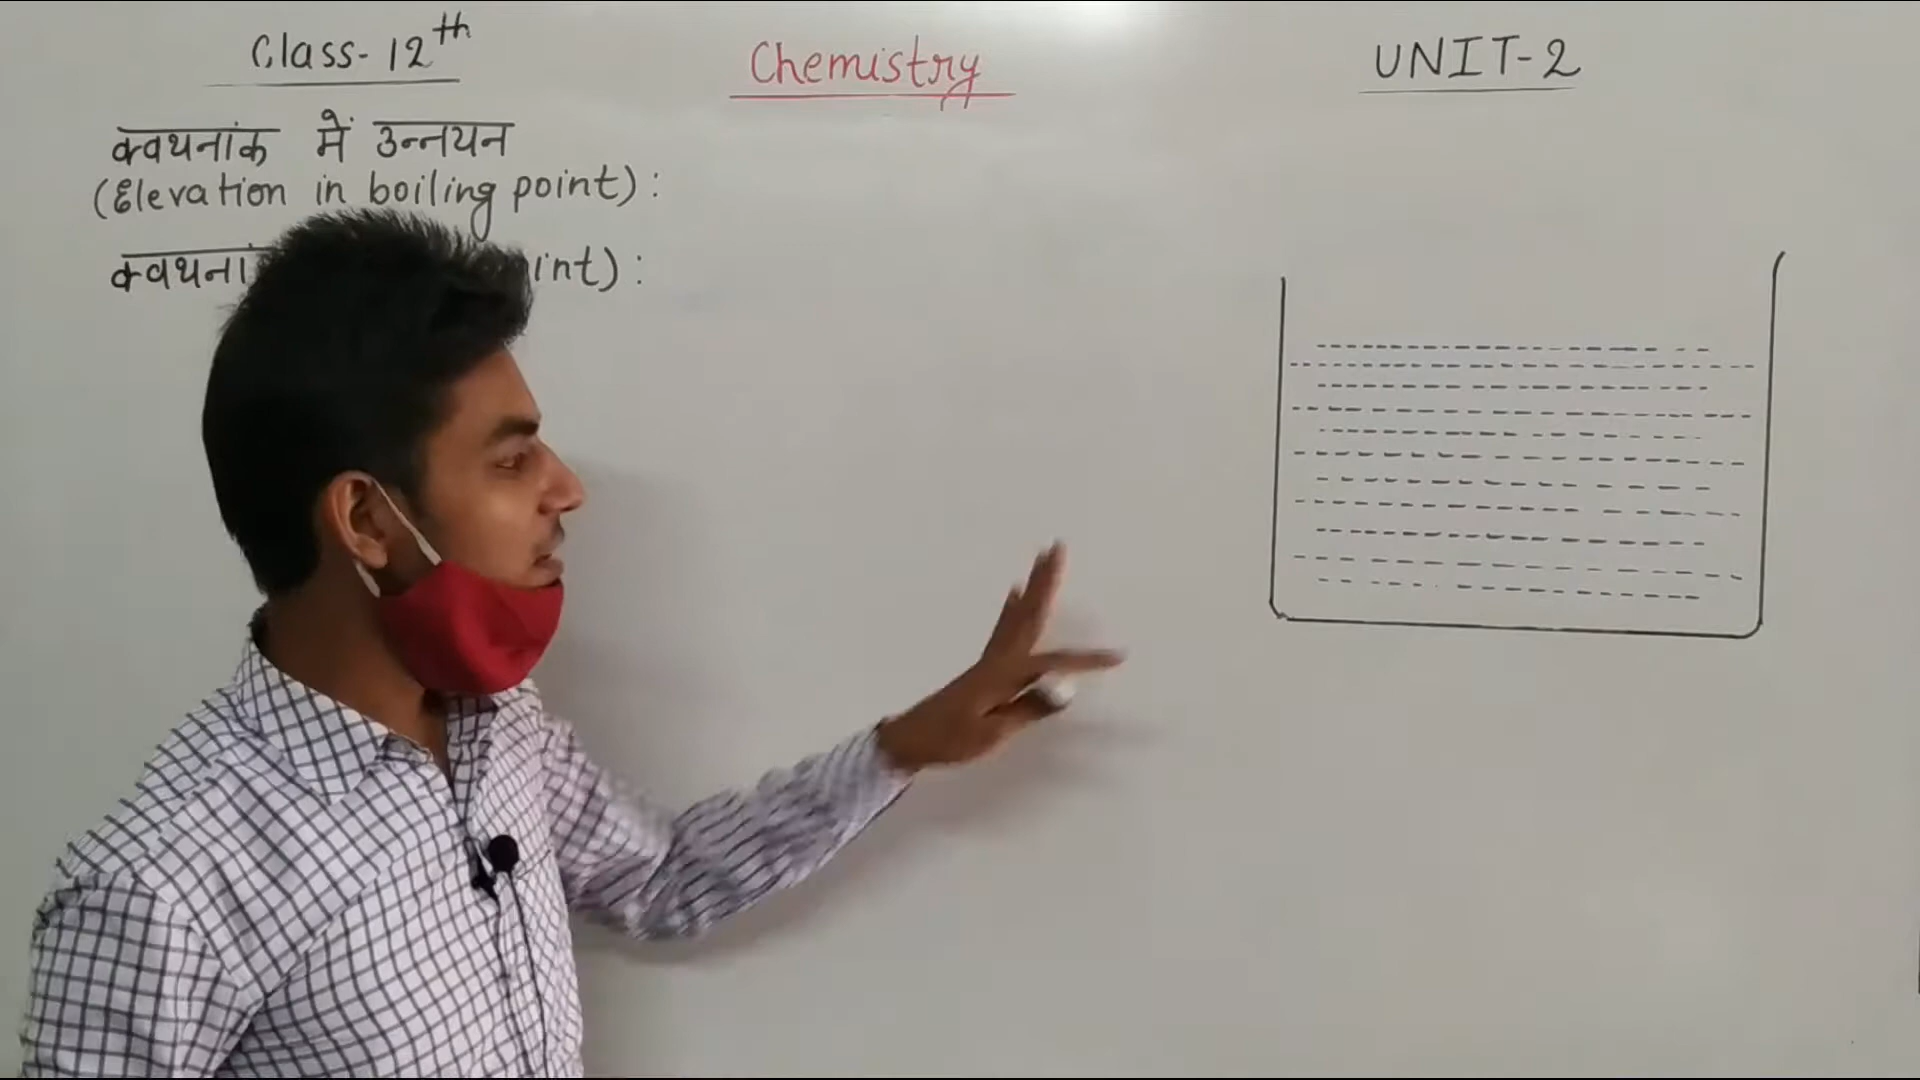 Class-12th
Chemistry
UNIT-2
क्वथनांक में उन्नयन
(Elevation in boiling point):
क्वथनां int):